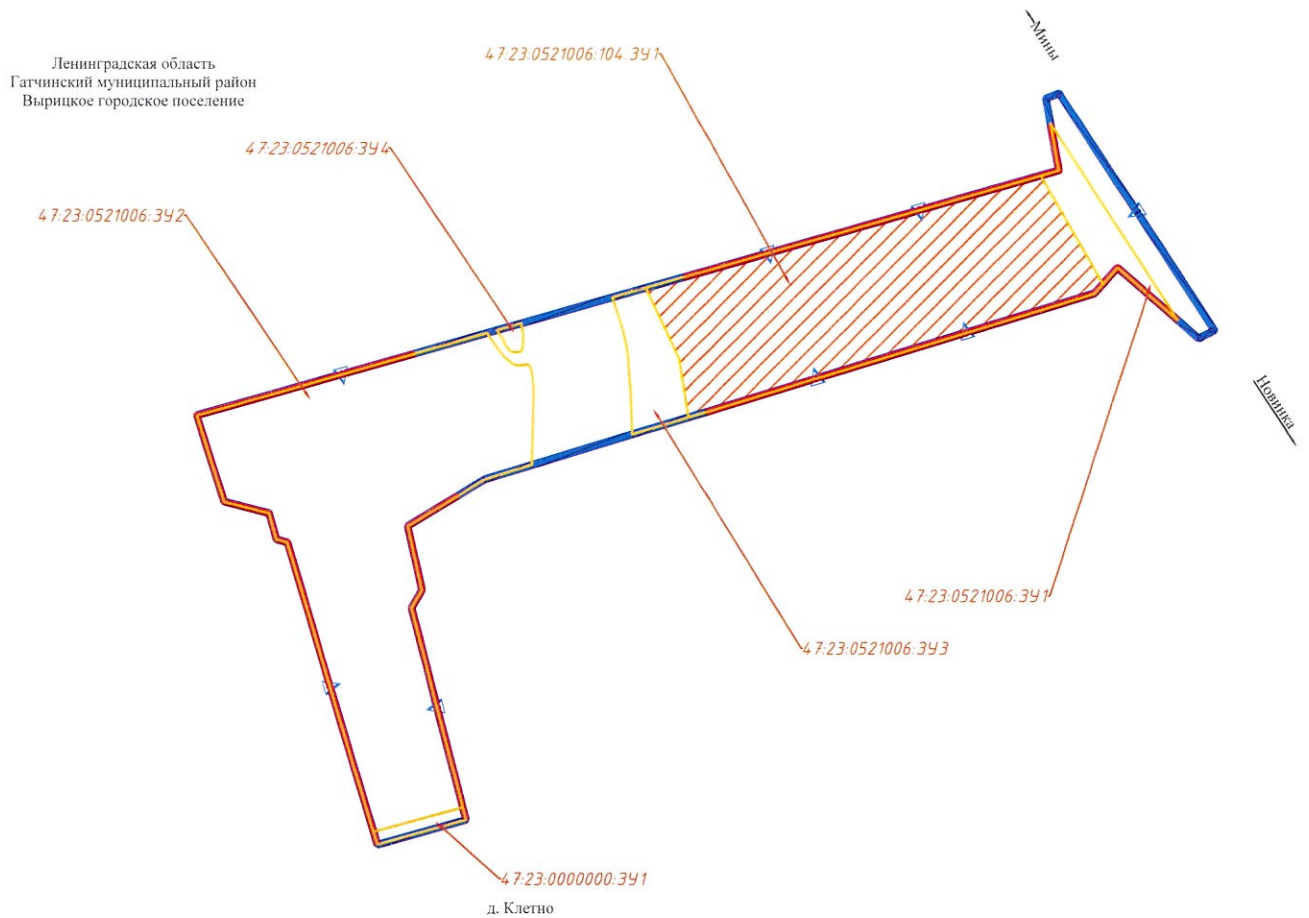 Мины
47:23:0521006:104:ЗУ1
Ленинградская область
Гатчинский муниципальный район
Вырицкое городское поселение
47:23:0521006:ЗУ4
47:23:0521006:ЗУ2
Новинка
47:23:0521006:ЗУ1
47:23:0521006:ЗУ3
47:23:0000000:ЗУ1
д. Клетно